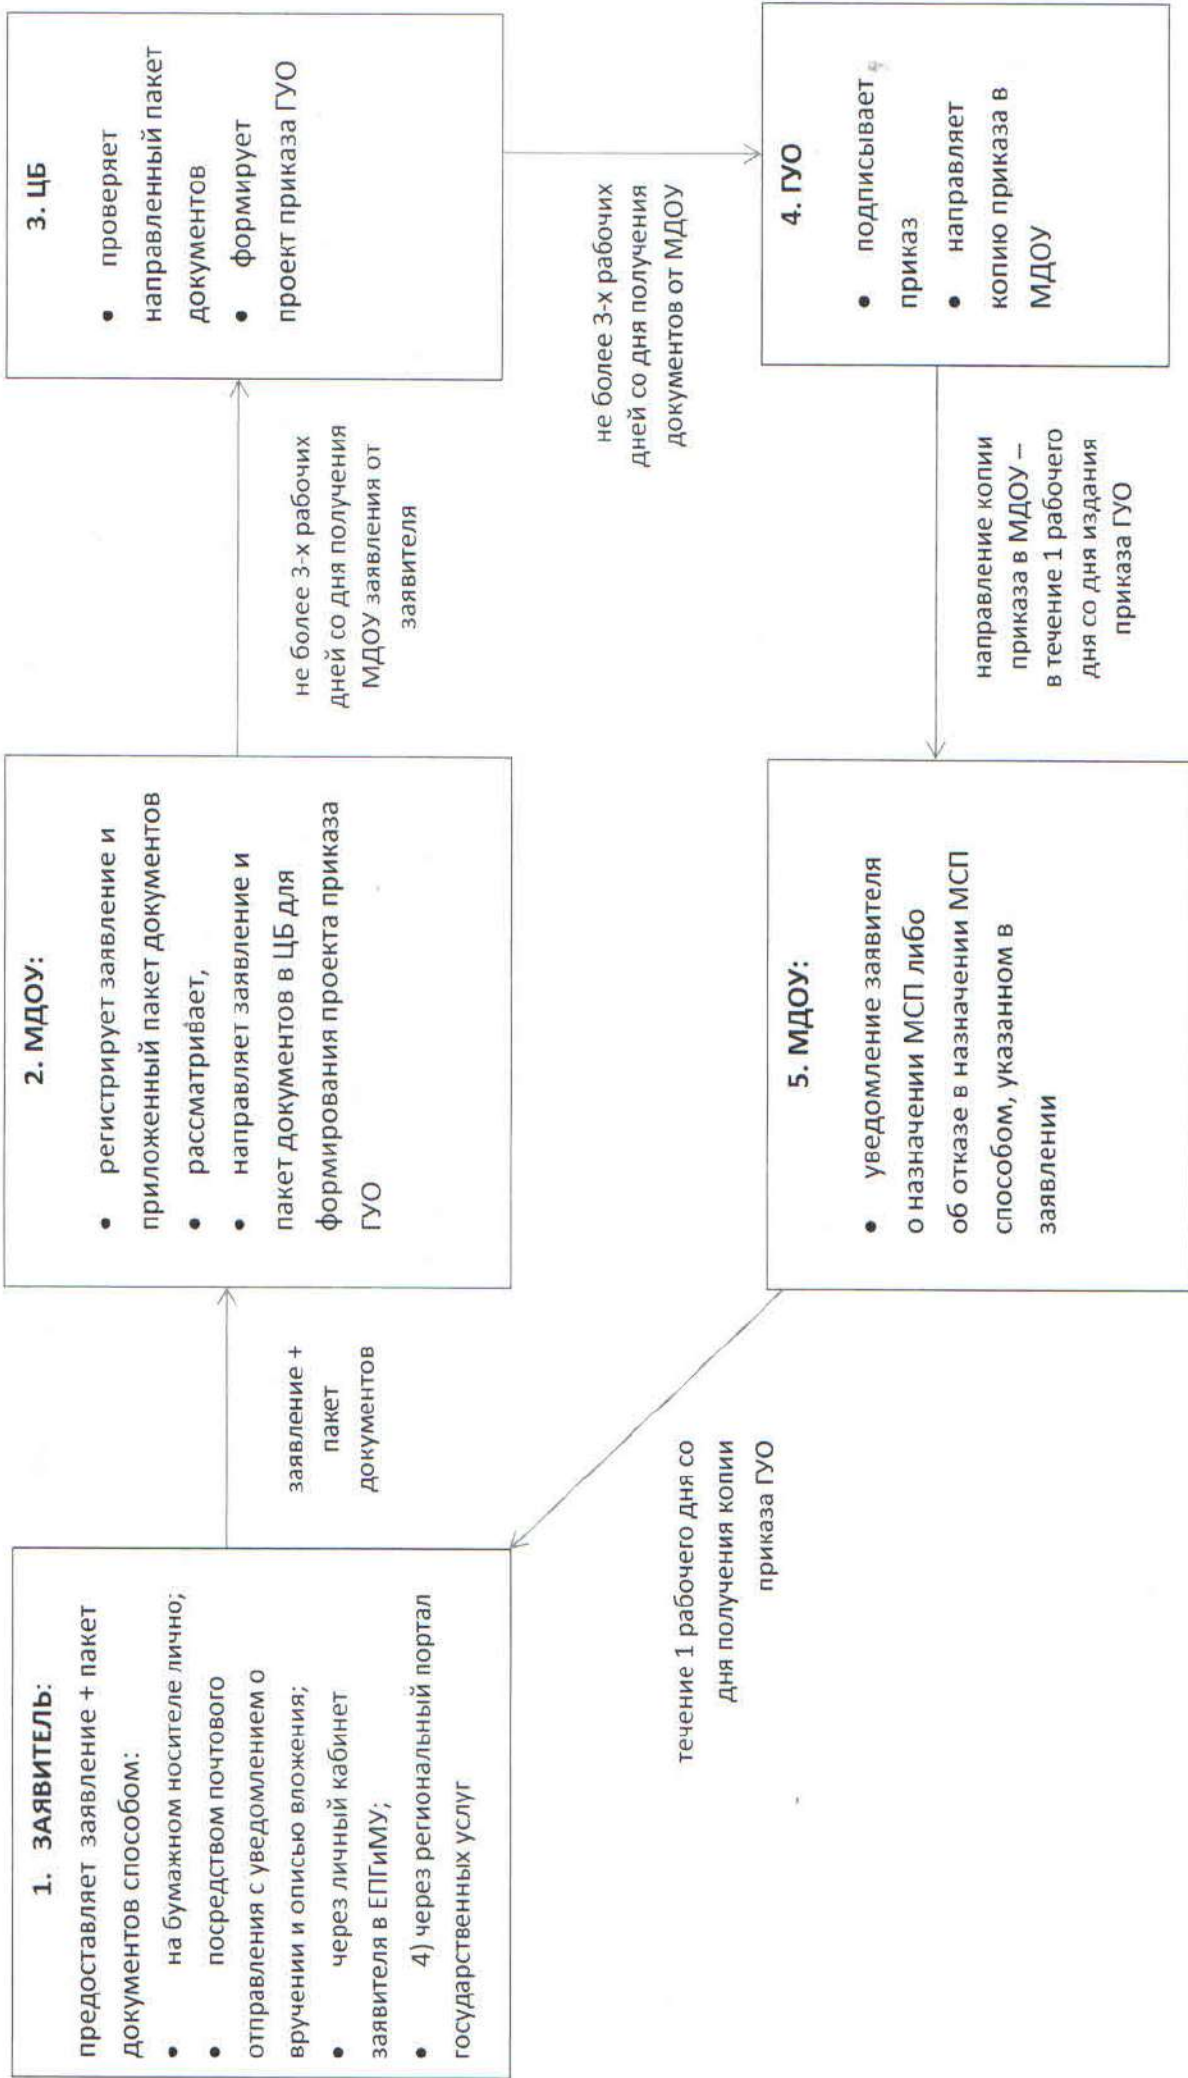 1. ЗАЯВИТЕЛЬ:
предоставляет заявление + пакет
документов способом:
• на бумажном носителе лично;
• посредством почтового
отправления с уведомлением о
вручении и описью вложения;
• через личный кабинет
заявителя в ЕПГиМУ;
• 4) через региональный портал
государственных услуг
заявление +
пакет
документов
2. МДОУ:
• регистрирует заявление и
приложенный пакет документов
• рассматривает,
• направляет заявление и
пакет документов в ЦБ для
формирования проекта приказа
ГУО
не более 3-х рабочих
дней со дня получения
МДОУ заявления от
заявителя
3. ЦБ
• проверяет
направленный пакет
документов
• формирует
проект приказа ГУО
не более 3-х рабочих
дней со дня получения
документов от МДОУ
4. ГУО
• подписывает
приказ
• направляет
копию приказа в
МДОУ
направление копии
приказа в МДОУ –
в течение 1 рабочего
дня со дня издания
приказа ГУО
5. МДОУ:
• уведомление заявителя
о назначении МСП либо
об отказе в назначении МСП
способом, указанном в
заявлении
течение 1 рабочего дня со
дня получения копии
приказа ГУО